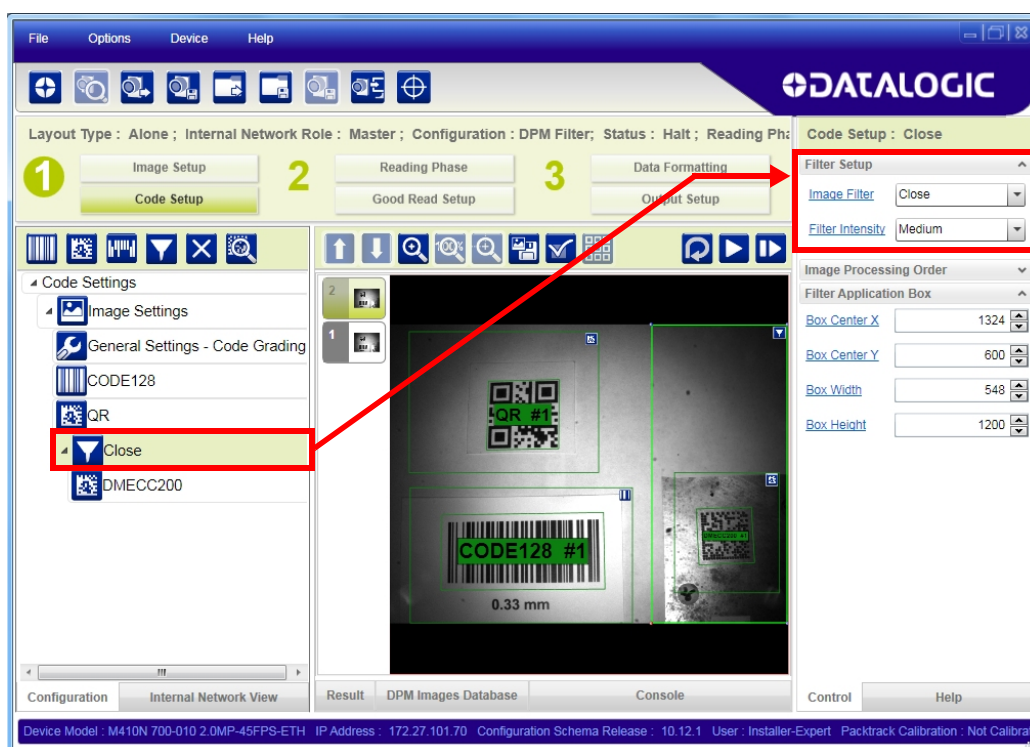 File Options Device Help
DATALOGIC
Layout Type : Alone ; Internal Network Role : Master ; Configuration : DPM Filter; Status : Halt ; Reading Pha
Code Setup : Close
1 Image Setup 2 Reading Phase 3 Data Formatting
Code Setup Good Read Setup Output Setup
Filter Setup
Image Filter Close
Filter Intensity Medium
Image Processing Order
Filter Application Box
Box Center X 1324
Box Center Y 600
Box Width 548
Box Height 1200
Code Settings
Image Settings
General Settings - Code Grading
CODE128
QR
Close
DMECC200
100%
2
1
QR #1
CODE128 #1
0.33 mm
DMECC200 #1
Configuration Internal Network View
Result DPM Images Database Console
Control Help
Device Model : M410N 700-010 2.0MP-45FPS-ETH IP Address : 172.27.101.70 Configuration Schema Release : 10.12.1 User : Installer-Expert Packtrack Calibration : Not Calibra